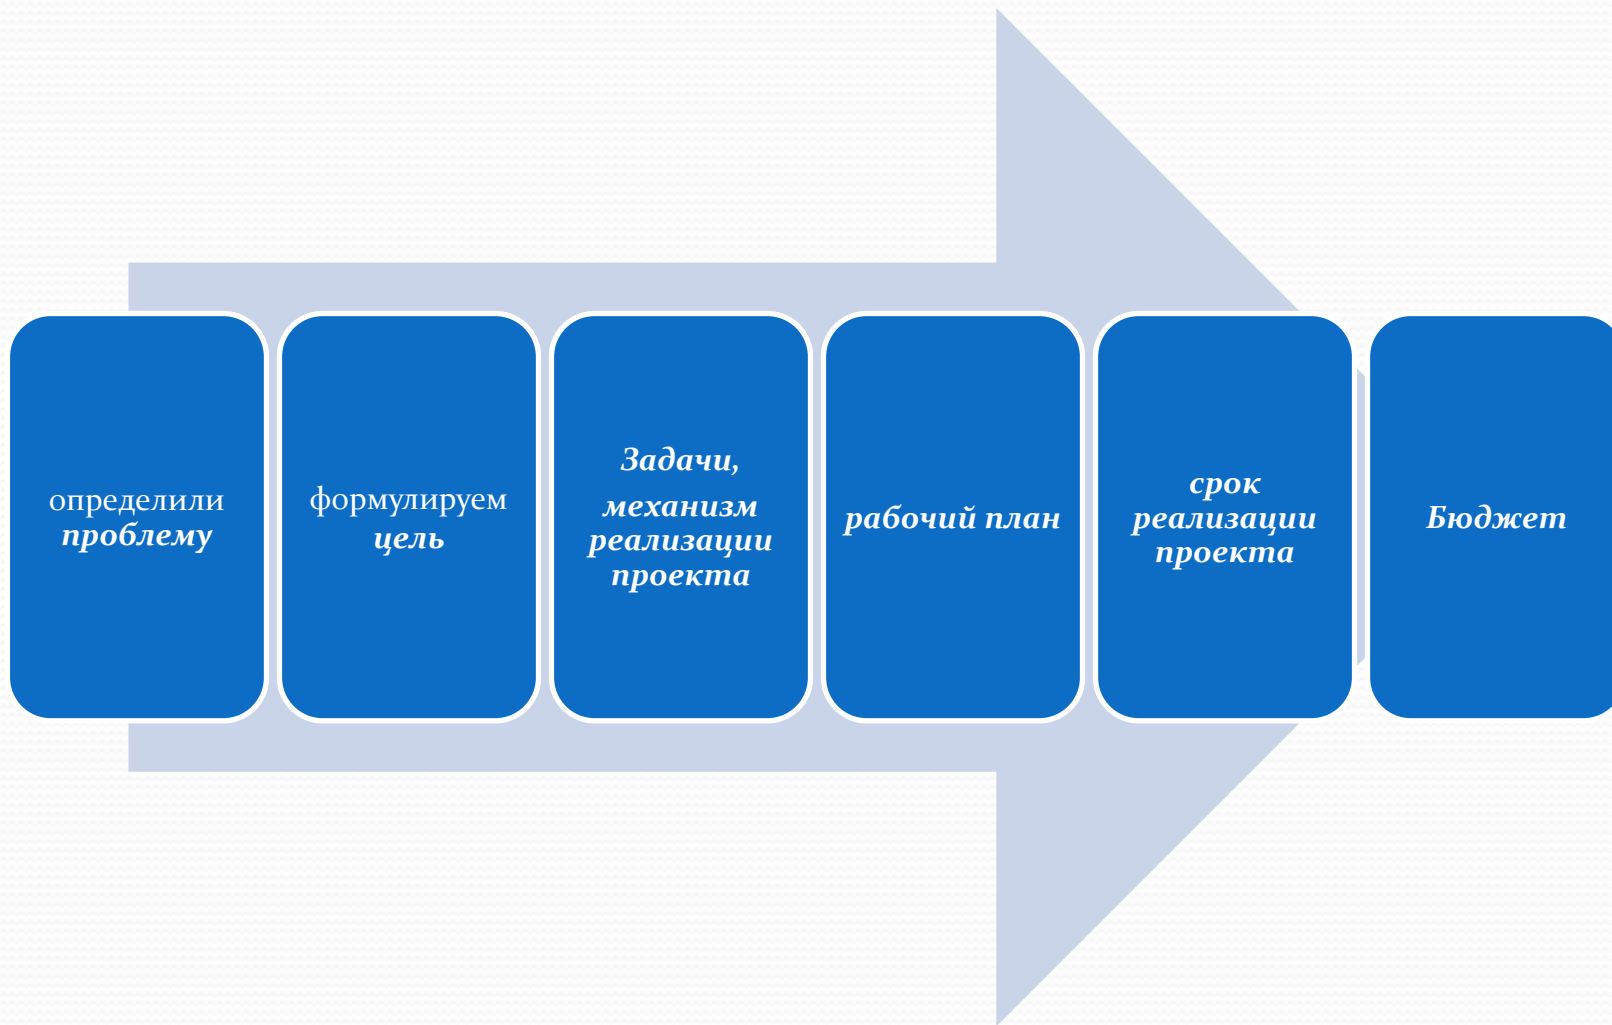 определили
проблему
формулируем
цель
Задачи,
механизм
реализации
проекта
рабочий план
срок
реализации
проекта
Бюджет